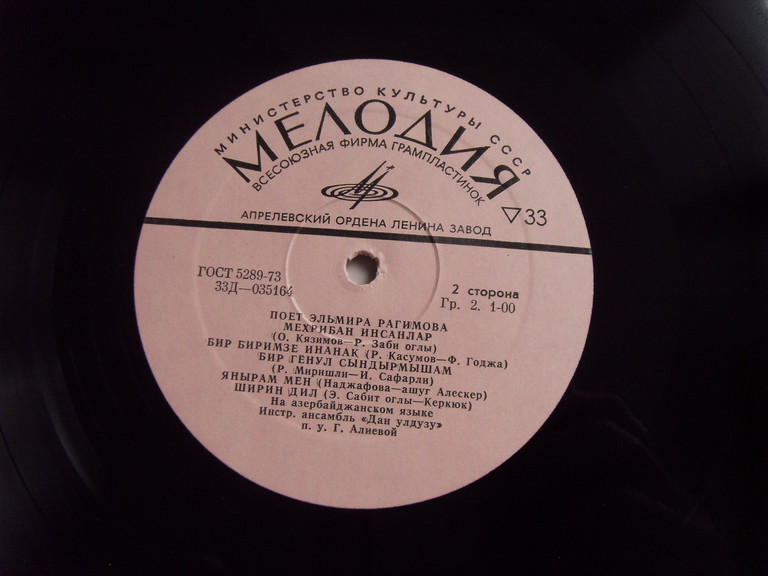 МИНИСТЕРСТВО КУЛЬТУРЫ СССР
МЕЛОДИЯ
ВСЕСОЮЗНАЯ ФИРМА ГРАМПЛАСТИНОК
АПРЕЛЕВСКИЙ ОРДЕНА ЛЕНИНА ЗАВОД
▽33
ГОСТ 5289-73
33Д—035164
2 сторона
Гр. 2. 1-00
ПОЕТ ЭЛЬМИРА РАГИМОВА
МЕХРИБАН ИНСАНЛАР
(О. Кязимов—Р. Заби оглы)
БИР БИРИМЗЕ ИНАНАК (Р. Касумов—Ф. Годжа)
БИР ГЕНУЛ СЫНДЫРМЫШАМ
(Р. Миришли—И. Сафарли)
ЯНЫРАМ МЕН (Наджафова—ашуг Алескер)
ШИРИН ДИЛ (Э. Сабит оглы—Керкюк)
На азербайджанском языке
Инстр. ансамбль «Дан улдузу»
п. у. Г. Алиевой